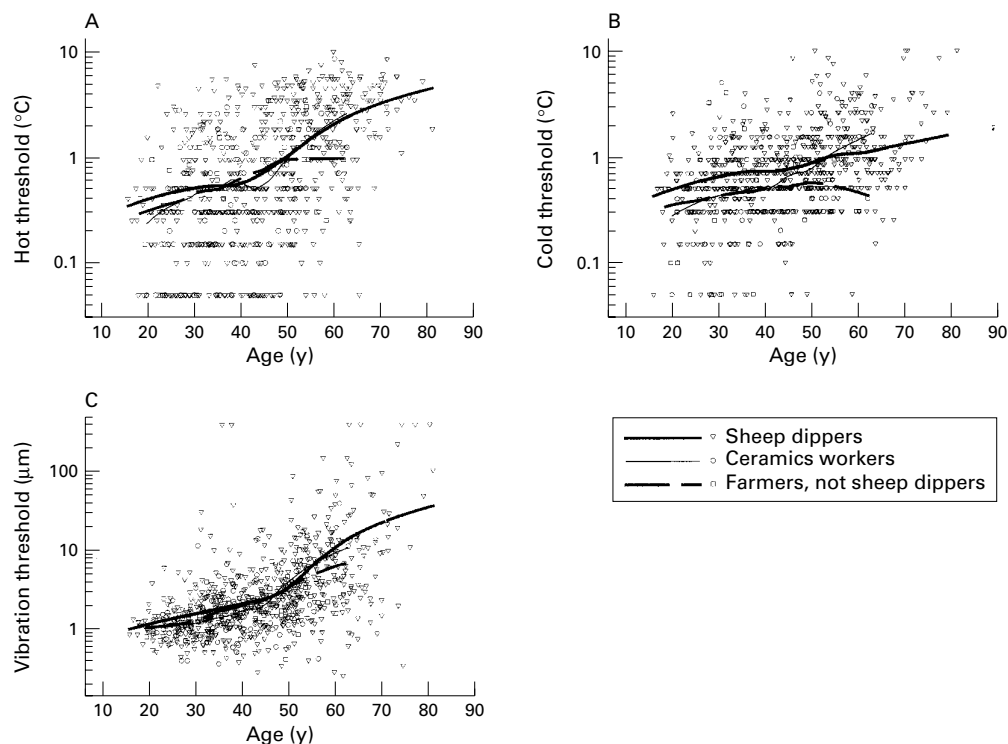 A
10
1
0.1
Hot threshold (°C)
10 20 30 40 50 60 70 80 90
Age (y)
B
10
1
0.1
Cold threshold (°C)
10 20 30 40 50 60 70 80 90
Age (y)
C
100
10
1
Vibration threshold (μm)
10 20 30 40 50 60 70 80 90
Age (y)
Sheep dippers
Ceramics workers
Farmers, not sheep dippers